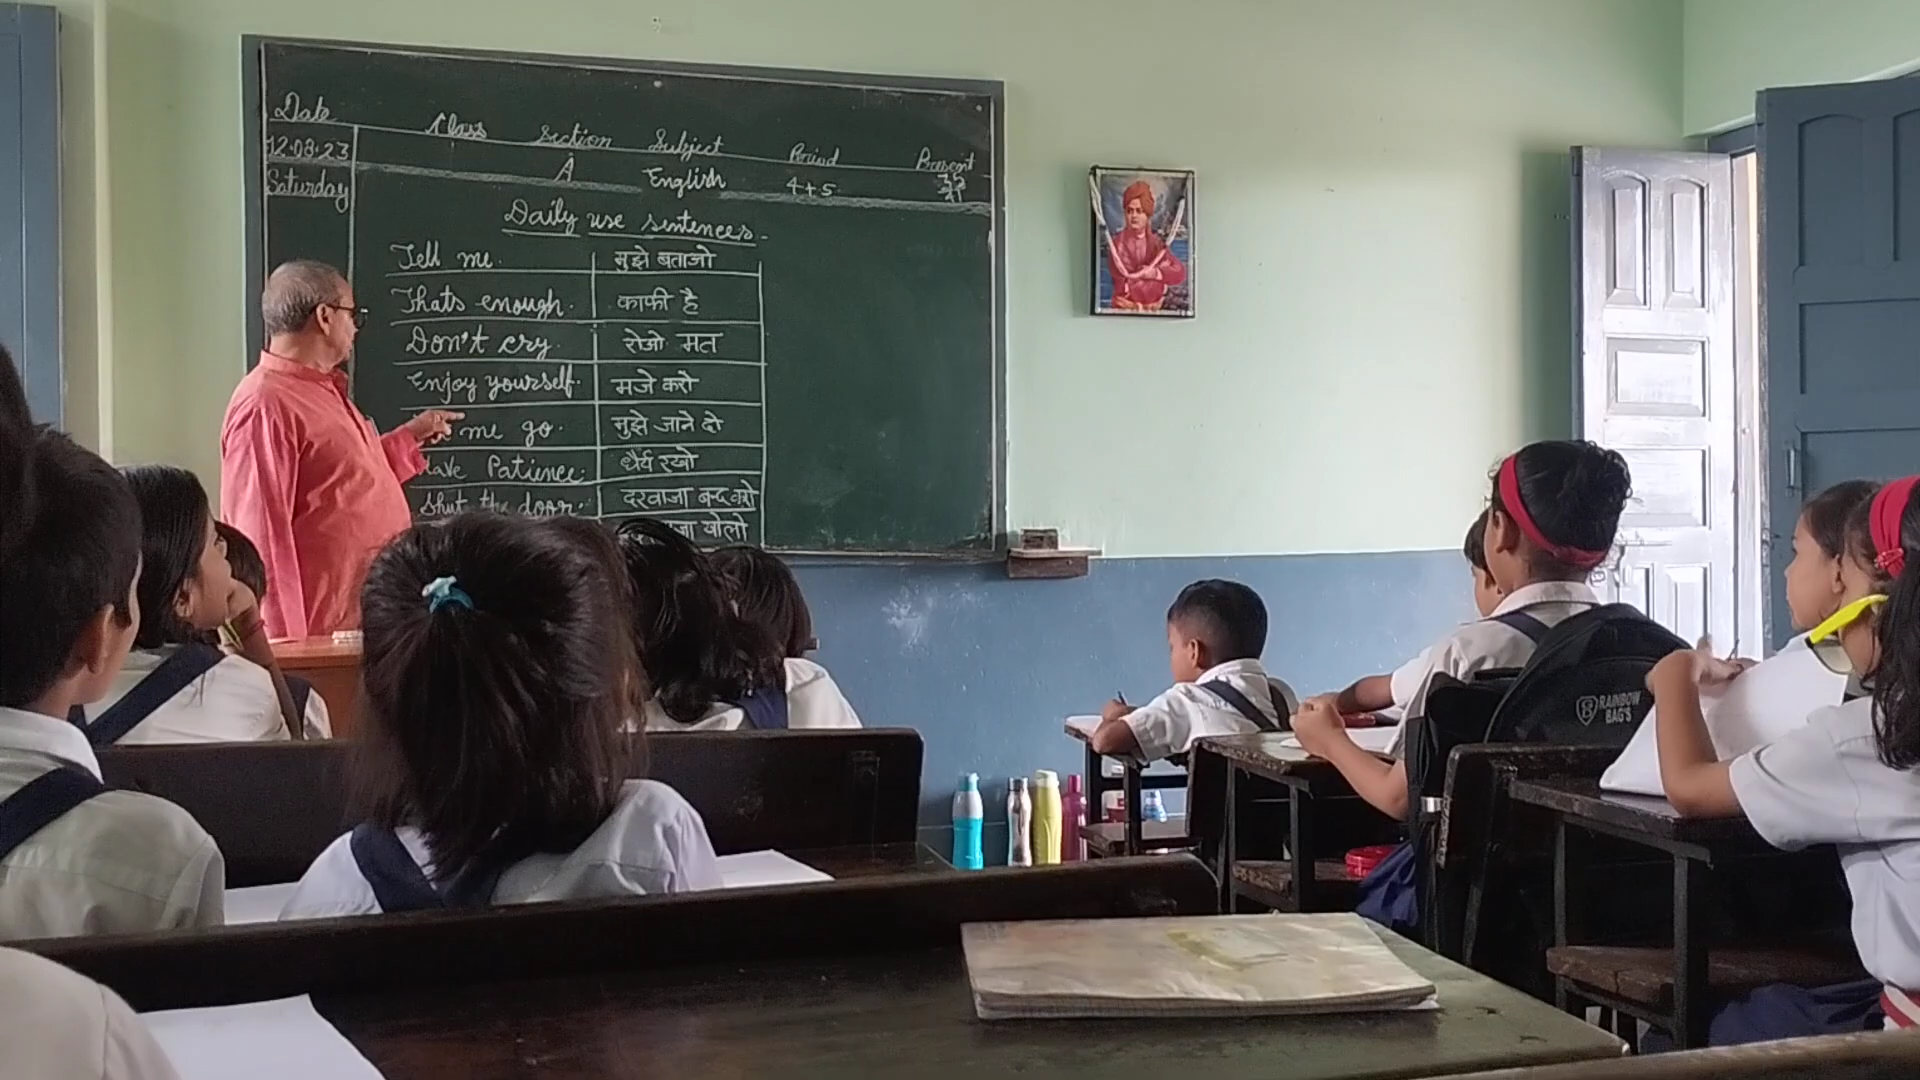 Date Class Section Subject Period Present
12.08.23 A English 4+5
Saturday
Daily use sentences.
Tell me. मुझे बताओ
Thats enough. काफी है
Don't cry. रोओ मत
Enjoy yourself. मजे करो
me go. मुझे जाने दो
Have Patience. धैर्य रखो
Shut the door. दरवाजा बन्द करो
खोलो
RAINBOW
BAG'S